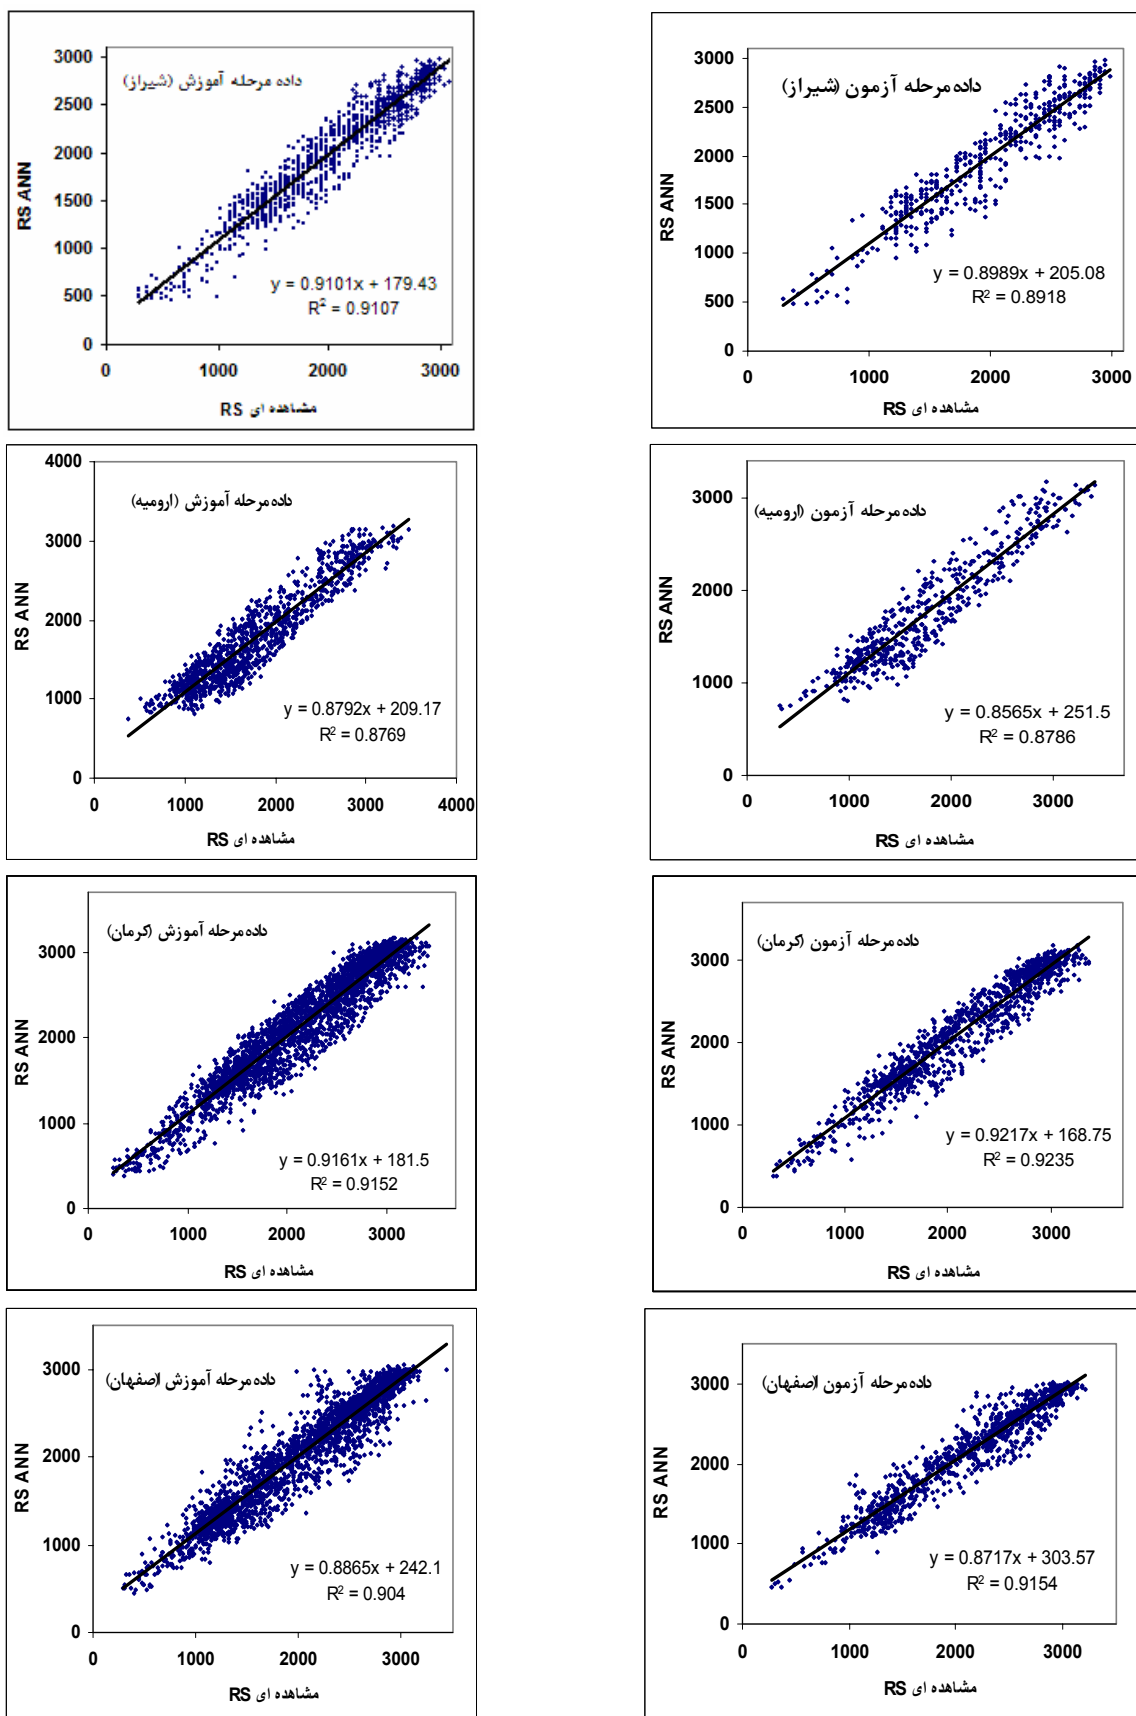 داده مرحله آموزش (شیراز)
3000
2500
2000
1500
1000
500
0
RS ANN
y = 0.9101x + 179.43
R² = 0.9107
0 1000 2000 3000
مشاهده ای RS
داده مرحله آزمون (شیراز)
3000
2500
2000
1500
1000
500
0
RS ANN
y = 0.8989x + 205.08
R² = 0.8918
0 1000 2000 3000
مشاهده ای RS
داده مرحله آموزش (ارومیه)
4000
3000
2000
1000
0
RS ANN
y = 0.8792x + 209.17
R² = 0.8769
0 1000 2000 3000 4000
مشاهده ای RS
داده مرحله آزمون (ارومیه)
3000
2000
1000
0
RS ANN
y = 0.8565x + 251.5
R² = 0.8786
0 1000 2000 3000
مشاهده ای RS
داده مرحله آموزش (کرمان)
3000
2000
1000
0
RS ANN
y = 0.9161x + 181.5
R² = 0.9152
0 1000 2000 3000
مشاهده ای RS
داده مرحله آزمون (کرمان)
3000
2000
1000
0
RS ANN
y = 0.9217x + 168.75
R² = 0.9235
0 1000 2000 3000
مشاهده ای RS
داده مرحله آموزش (اصفهان)
3000
2000
1000
0
RS ANN
y = 0.8865x + 242.1
R² = 0.904
0 1000 2000 3000
مشاهده ای RS
داده مرحله آزمون (اصفهان)
3000
2000
1000
0
RS ANN
y = 0.8717x + 303.57
R² = 0.9154
0 1000 2000 3000
مشاهده ای RS